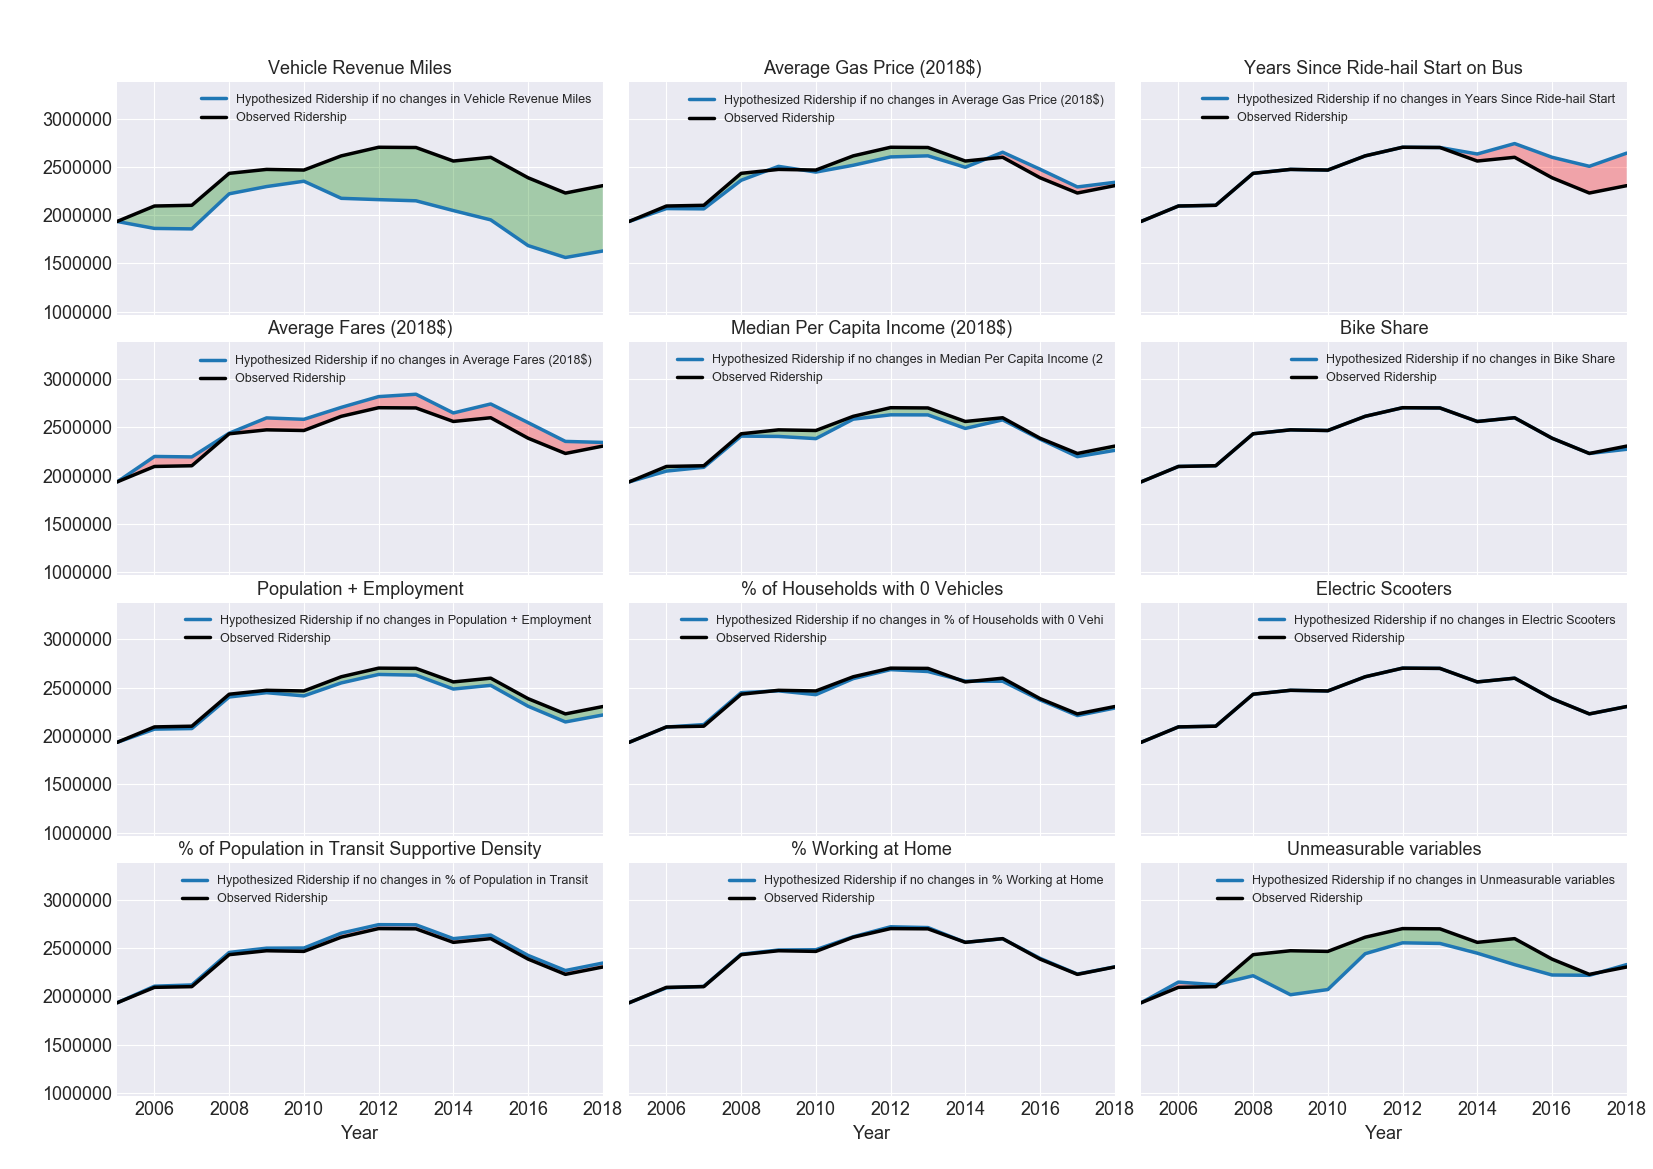 Vehicle Revenue Miles
Hypothesized Ridership if no changes in Vehicle Revenue Miles
Observed Ridership
3000000
2500000
2000000
1500000
1000000
Average Gas Price (2018$)
Hypothesized Ridership if no changes in Average Gas Price (2018$)
Observed Ridership
Years Since Ride-hail Start on Bus
Hypothesized Ridership if no changes in Years Since Ride-hail Start
Observed Ridership
Average Fares (2018$)
Hypothesized Ridership if no changes in Average Fares (2018$)
Observed Ridership
3000000
2500000
2000000
1500000
1000000
Median Per Capita Income (2018$)
Hypothesized Ridership if no changes in Median Per Capita Income (2
Observed Ridership
Bike Share
Hypothesized Ridership if no changes in Bike Share
Observed Ridership
Population + Employment
Hypothesized Ridership if no changes in Population + Employment
Observed Ridership
3000000
2500000
2000000
1500000
1000000
% of Households with 0 Vehicles
Hypothesized Ridership if no changes in % of Households with 0 Vehi
Observed Ridership
Electric Scooters
Hypothesized Ridership if no changes in Electric Scooters
Observed Ridership
% of Population in Transit Supportive Density
Hypothesized Ridership if no changes in % of Population in Transit
Observed Ridership
3000000
2500000
2000000
1500000
1000000
2006 2008 2010 2012 2014 2016 2018
Year
% Working at Home
Hypothesized Ridership if no changes in % Working at Home
Observed Ridership
2006 2008 2010 2012 2014 2016 2018
Year
Unmeasurable variables
Hypothesized Ridership if no changes in Unmeasurable variables
Observed Ridership
2006 2008 2010 2012 2014 2016 2018
Year